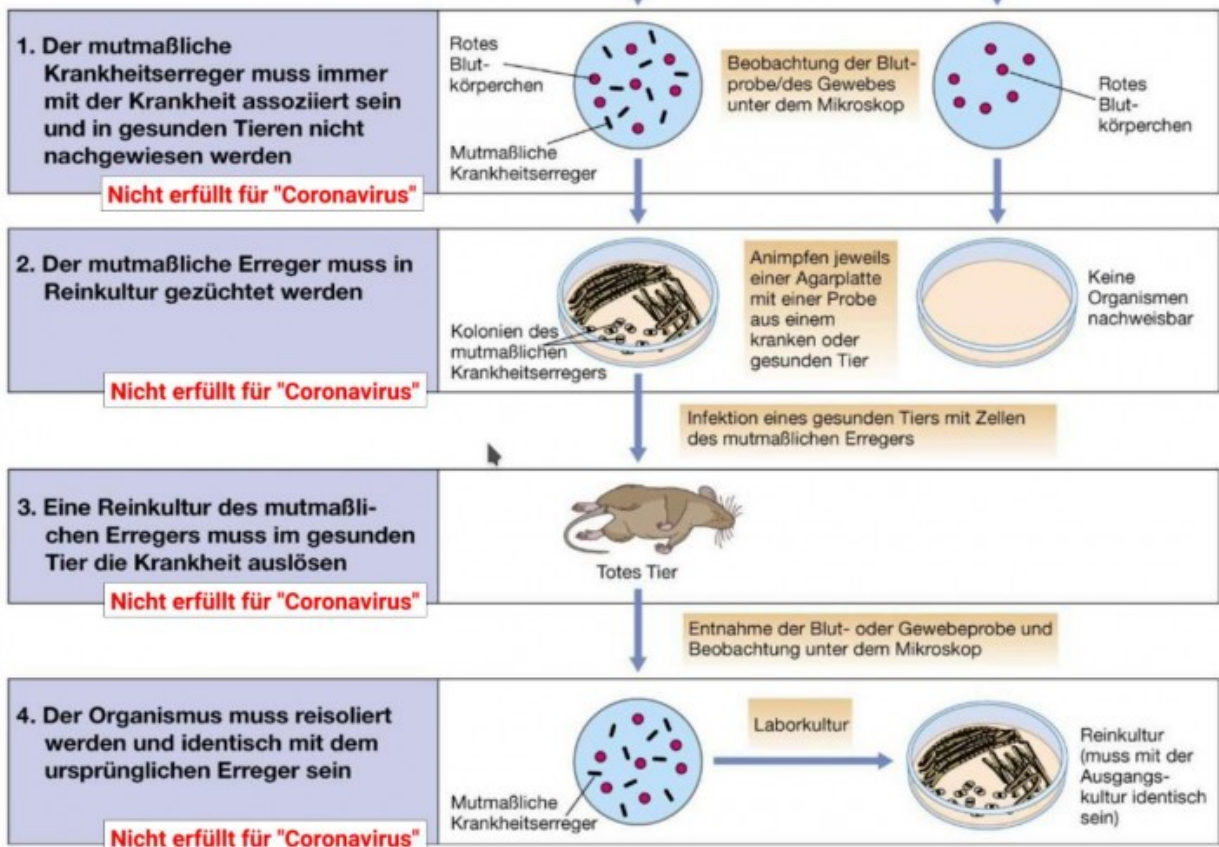 1. Der mutmaßliche
Krankheitserreger muss immer
mit der Krankheit assoziiert sein
und in gesunden Tieren nicht
nachgewiesen werden
Nicht erfüllt für "Coronavirus"
Rotes
Blut-
körperchen
Mutmaßliche
Krankheitserreger
Beobachtung der Blut-
probe/des Gewebes
unter dem Mikroskop
Rotes
Blut-
körperchen
2. Der mutmaßliche Erreger muss in
Reinkultur gezüchtet werden
Nicht erfüllt für "Coronavirus"
Kolonien des
mutmaßlichen
Krankheitserregers
Animpfen jeweils
einer Agarplatte
mit einer Probe
aus einem
kranken oder
gesunden Tier
Keine
Organismen
nachweisbar
Infektion eines gesunden Tiers mit Zellen
des mutmaßlichen Erregers
3. Eine Reinkultur des mutmaßli-
chen Erregers muss im gesunden
Tier die Krankheit auslösen
Nicht erfüllt für "Coronavirus"
Totes Tier
Entnahme der Blut- oder Gewebeprobe und
Beobachtung unter dem Mikroskop
4. Der Organismus muss reisoliert
werden und identisch mit dem
ursprünglichen Erreger sein
Nicht erfüllt für "Coronavirus"
Mutmaßliche
Krankheitserreger
Laborkultur
Reinkultur
(muss mit der
Ausgangs-
kultur identisch
sein)